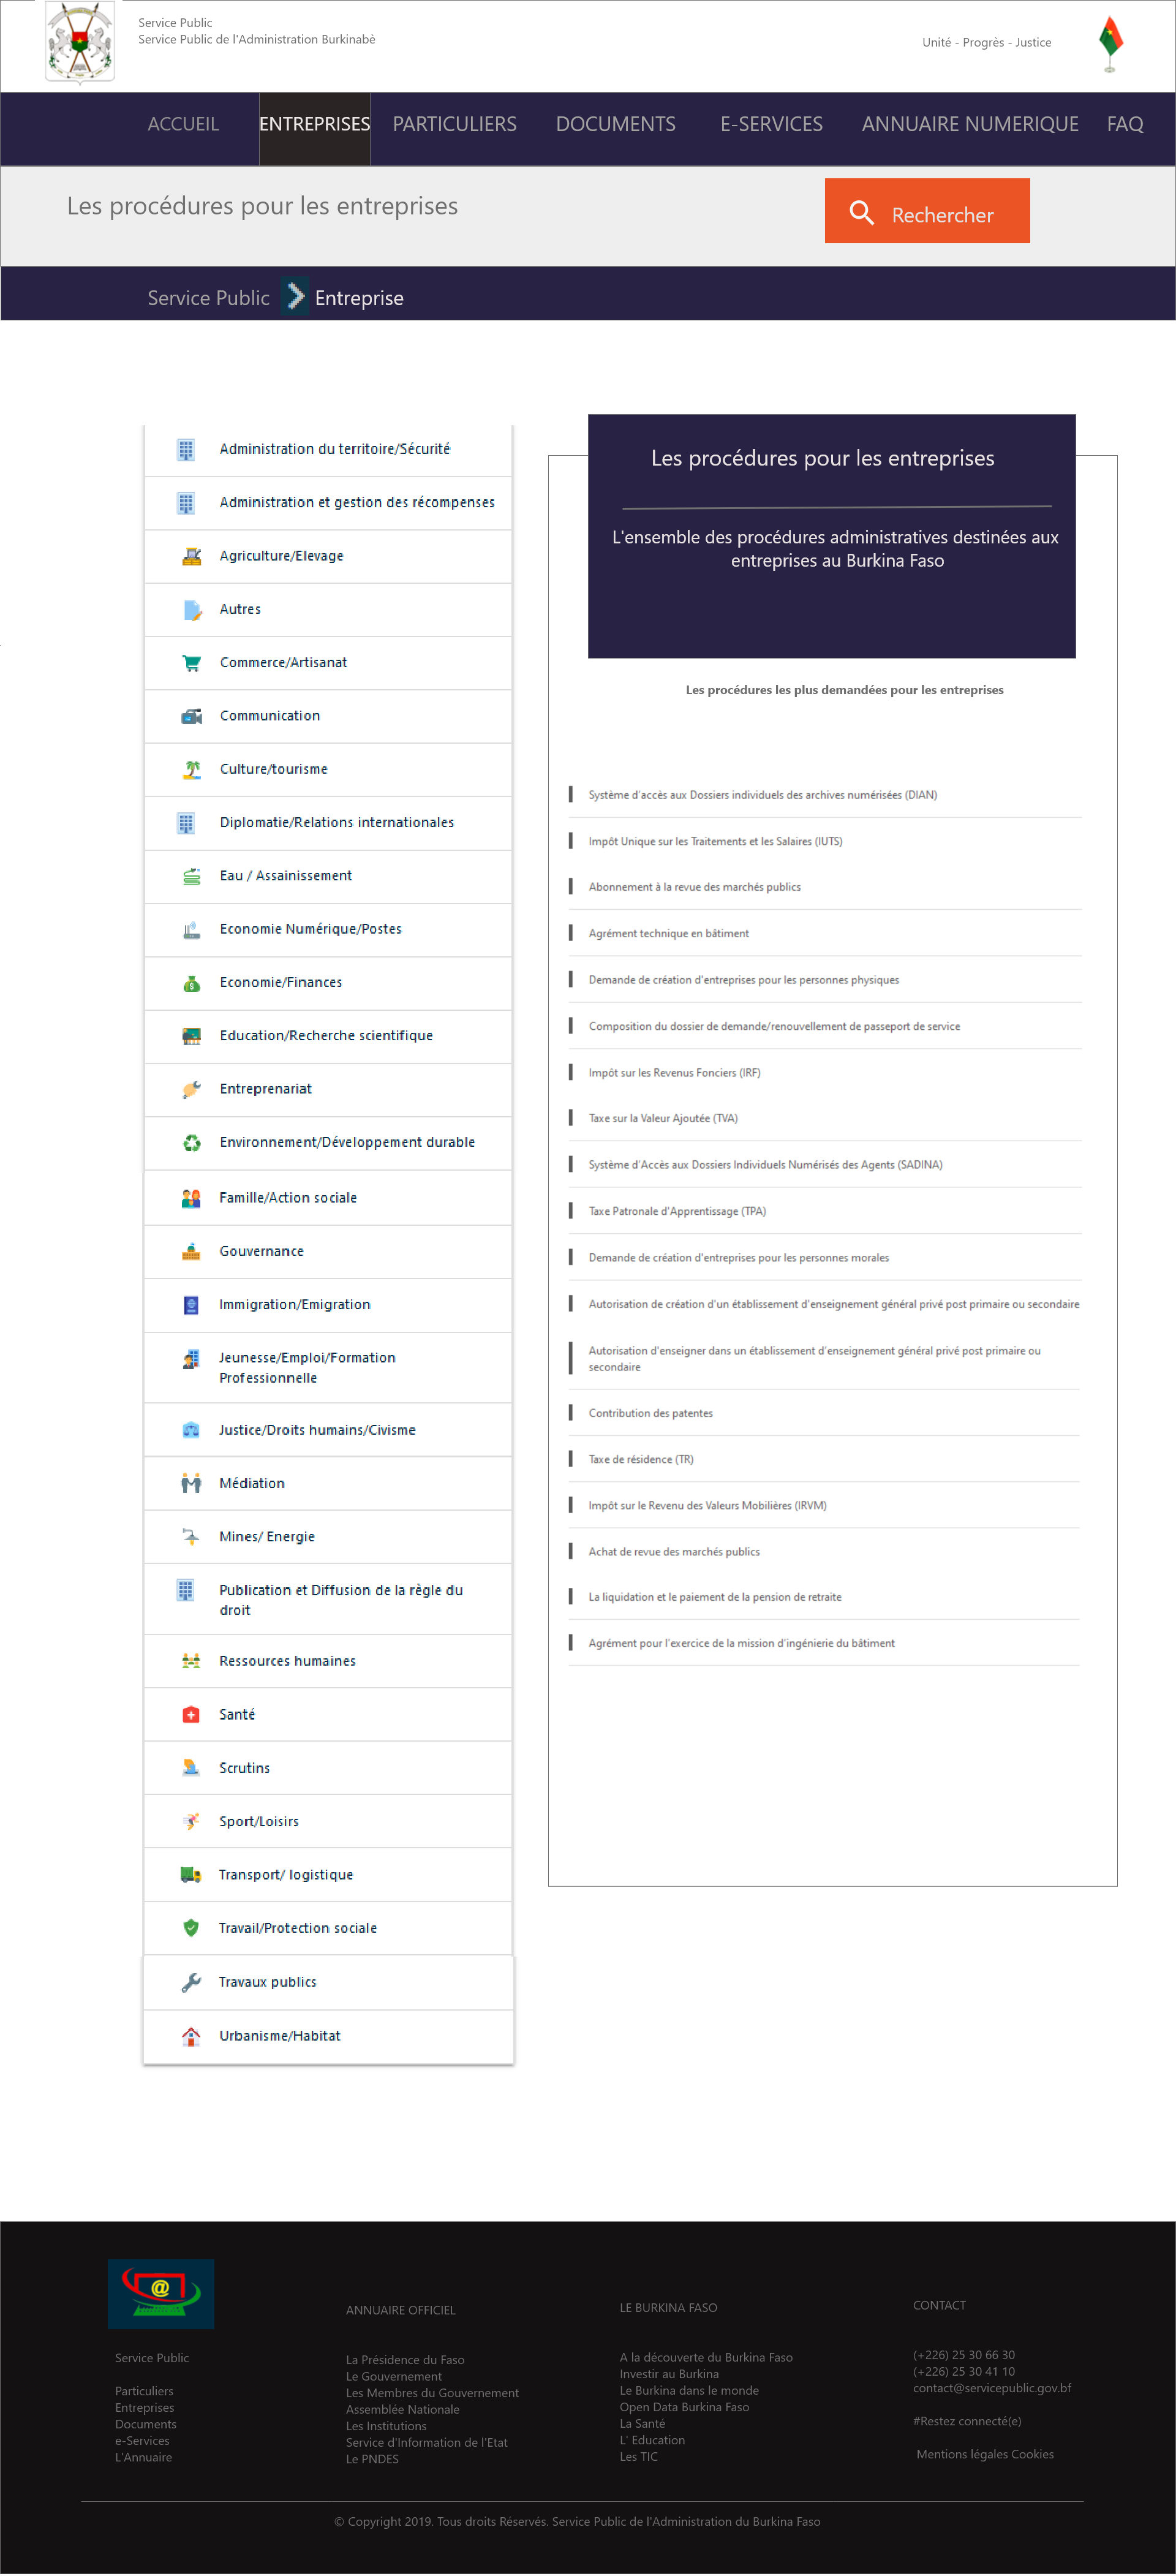 Service Public
Service Public de l'Administration Burkinabè
Unité - Progrès - Justice
ACCUEIL
ENTREPRISES
PARTICULIERS
DOCUMENTS
E-SERVICES
ANNUAIRE NUMERIQUE
FAQ
Les procédures pour les entreprises
Rechercher
Service Public
Entreprise
Administration du territoire/Sécurité
Administration et gestion des récompenses
Agriculture/Elevage
Autres
Commerce/Artisanat
Communication
Culture/tourisme
Diplomatie/Relations internationales
Eau / Assainissement
Economie Numérique/Postes
Economie/Finances
Education/Recherche scientifique
Entreprenariat
Environnement/Développement durable
Famille/Action sociale
Gouvernance
Immigration/Emigration
Jeunesse/Emploi/Formation
Professionnelle
Justice/Droits humains/Civisme
Médiation
Mines/ Energie
Publication et Diffusion de la règle du
droit
Ressources humaines
Santé
Scrutins
Sport/Loisirs
Transport/ logistique
Travail/Protection sociale
Travaux publics
Urbanisme/Habitat
Les procédures pour les entreprises
L'ensemble des procédures administratives destinées aux
entreprises au Burkina Faso
Les procédures les plus demandées pour les entreprises
Système d'accès aux Dossiers individuels des archives numérisées (DIAN)
Impôt Unique sur les Traitements et les Salaires (IUTS)
Abonnement à la revue des marchés publics
Agrément technique en bâtiment
Demande de création d'entreprises pour les personnes physiques
Composition du dossier de demande/renouvellement de passeport de service
Impôt sur les Revenus Fonciers (IRF)
Taxe sur la Valeur Ajoutée (TVA)
Système d'Accès aux Dossiers Individuels Numérisés des Agents (SADINA)
Taxe Patronale d'Apprentissage (TPA)
Demande de création d'entreprises pour les personnes morales
Autorisation de création d'un établissement d'enseignement général privé post primaire ou secondaire
Autorisation d'enseigner dans un établissement d'enseignement général privé post primaire ou
secondaire
Contribution des patentes
Taxe de résidence (TR)
Impôt sur le Revenu des Valeurs Mobilières (IRVM)
Achat de revue des marchés publics
La liquidation et le paiement de la pension de retraite
Agrément pour l'exercice de la mission d'ingénierie du bâtiment
@
Service Public
Particuliers
Entreprises
Documents
e-Services
L'Annuaire
ANNUAIRE OFFICIEL
La Présidence du Faso
Le Gouvernement
Les Membres du Gouvernement
Assemblée Nationale
Les Institutions
Service d'Information de l'Etat
Le PNDES
LE BURKINA FASO
A la découverte du Burkina Faso
Investir au Burkina
Le Burkina dans le monde
Open Data Burkina Faso
La Santé
L' Education
Les TIC
CONTACT
(+226) 25 30 66 30
(+226) 25 30 41 10
contact@servicepublic.gov.bf
#Restez connecté(e)
Mentions légales Cookies
© Copyright 2019. Tous droits Réservés. Service Public de l'Administration du Burkina Faso